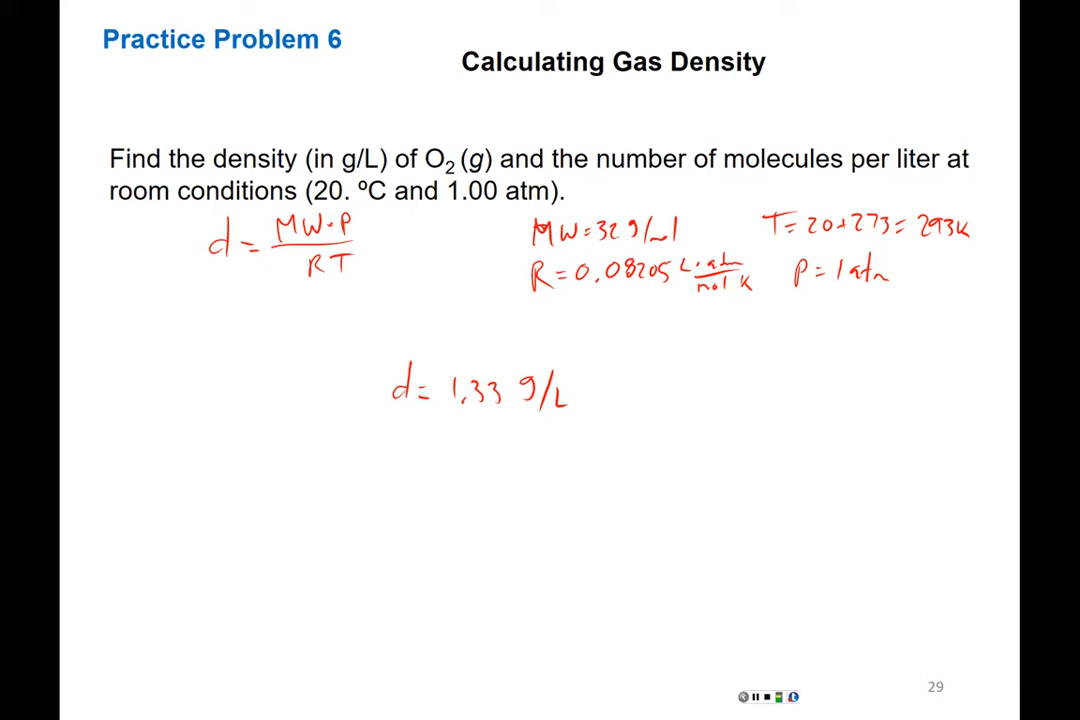 Practice Problem 6
Calculating Gas Density
Find the density (in g/L) of O₂ (g) and the number of molecules per liter at
room conditions (20. ºC and 1.00 atm).
d = MW·P / RT
MW = 32 g/mol
T = 20+273 = 293K
R = 0.08205 L·atm / mol K
P = 1 atm
d = 1.33 g/L
29